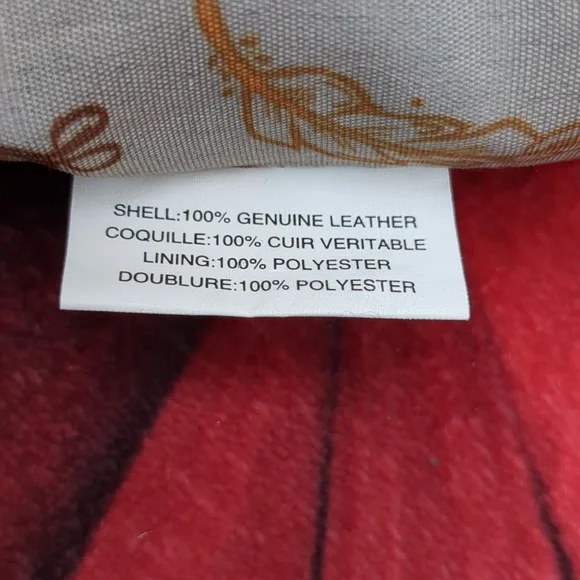 SHELL:100% GENUINE LEATHER
COQUILLE:100% CUIR VERITABLE
LINING:100% POLYESTER
DOUBLURE:100% POLYESTER